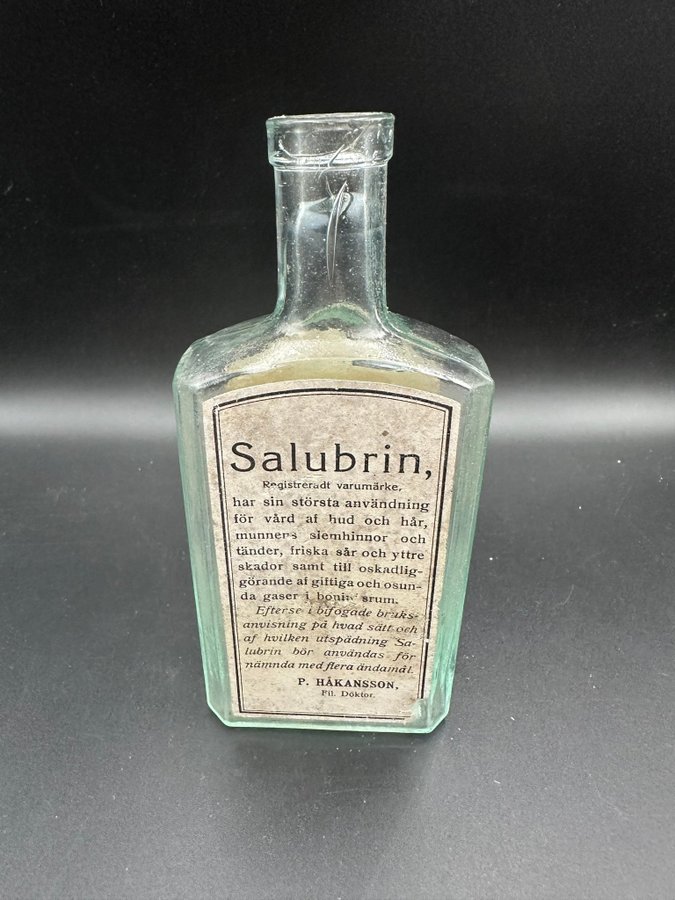 Salubrin,
Registreradt varumärke,
har sin största användning
för vård af hud och hår,
munnens slemhinnor och
tänder, friska sår och yttre
skador samt till oskadlig-
görande af giftiga och osun-
da gaser i srum.
Efterse i bifogade bruks-
anvisning på hvad sätt och
af hvilken utspädning Sa-
lubrin bör användas för
nämnda med flera ändamål.
P. HÅKANSSON,
Fil. Doktor.